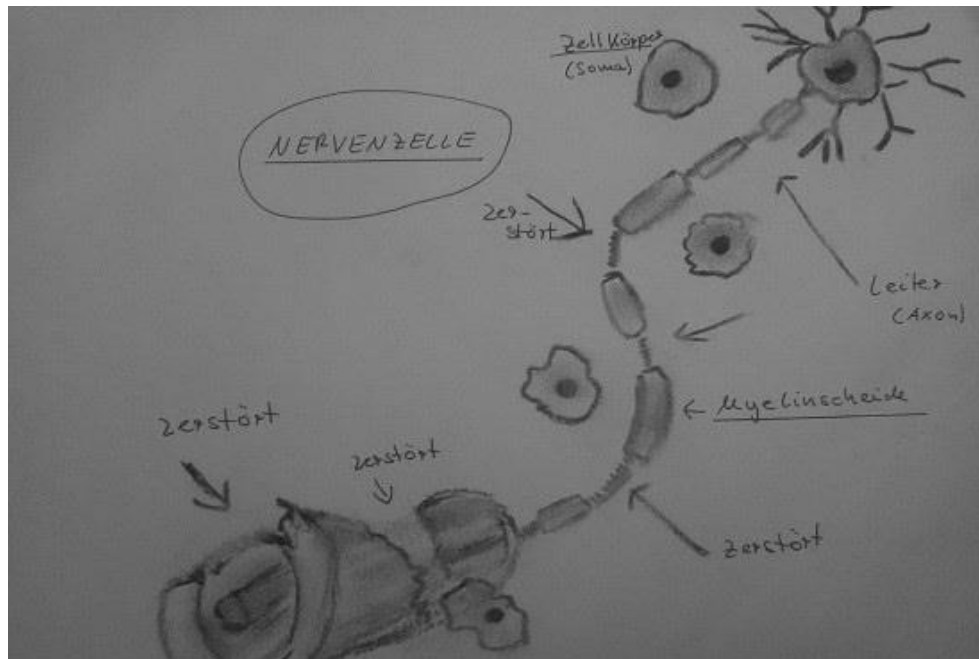 Zellkörper
(Soma)
NERVENZELLE
Zer-
stört
Leiter
(Axon)
Myelinscheide
zerstört
zerstört
zerstört